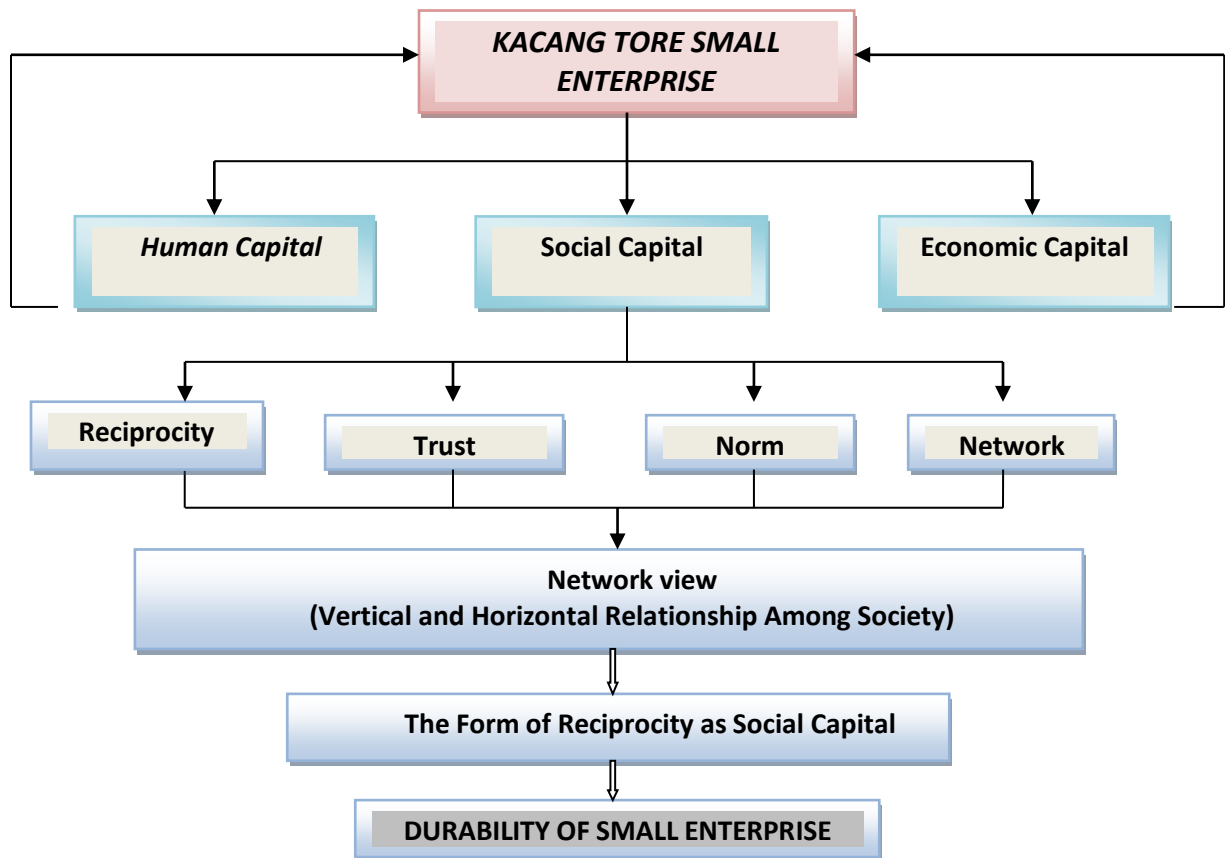 KACANG TORE SMALL
ENTERPRISE
Human Capital
Social Capital
Economic Capital
Reciprocity
Trust
Norm
Network
Network view
(Vertical and Horizontal Relationship Among Society)
The Form of Reciprocity as Social Capital
DURABILITY OF SMALL ENTERPRISE